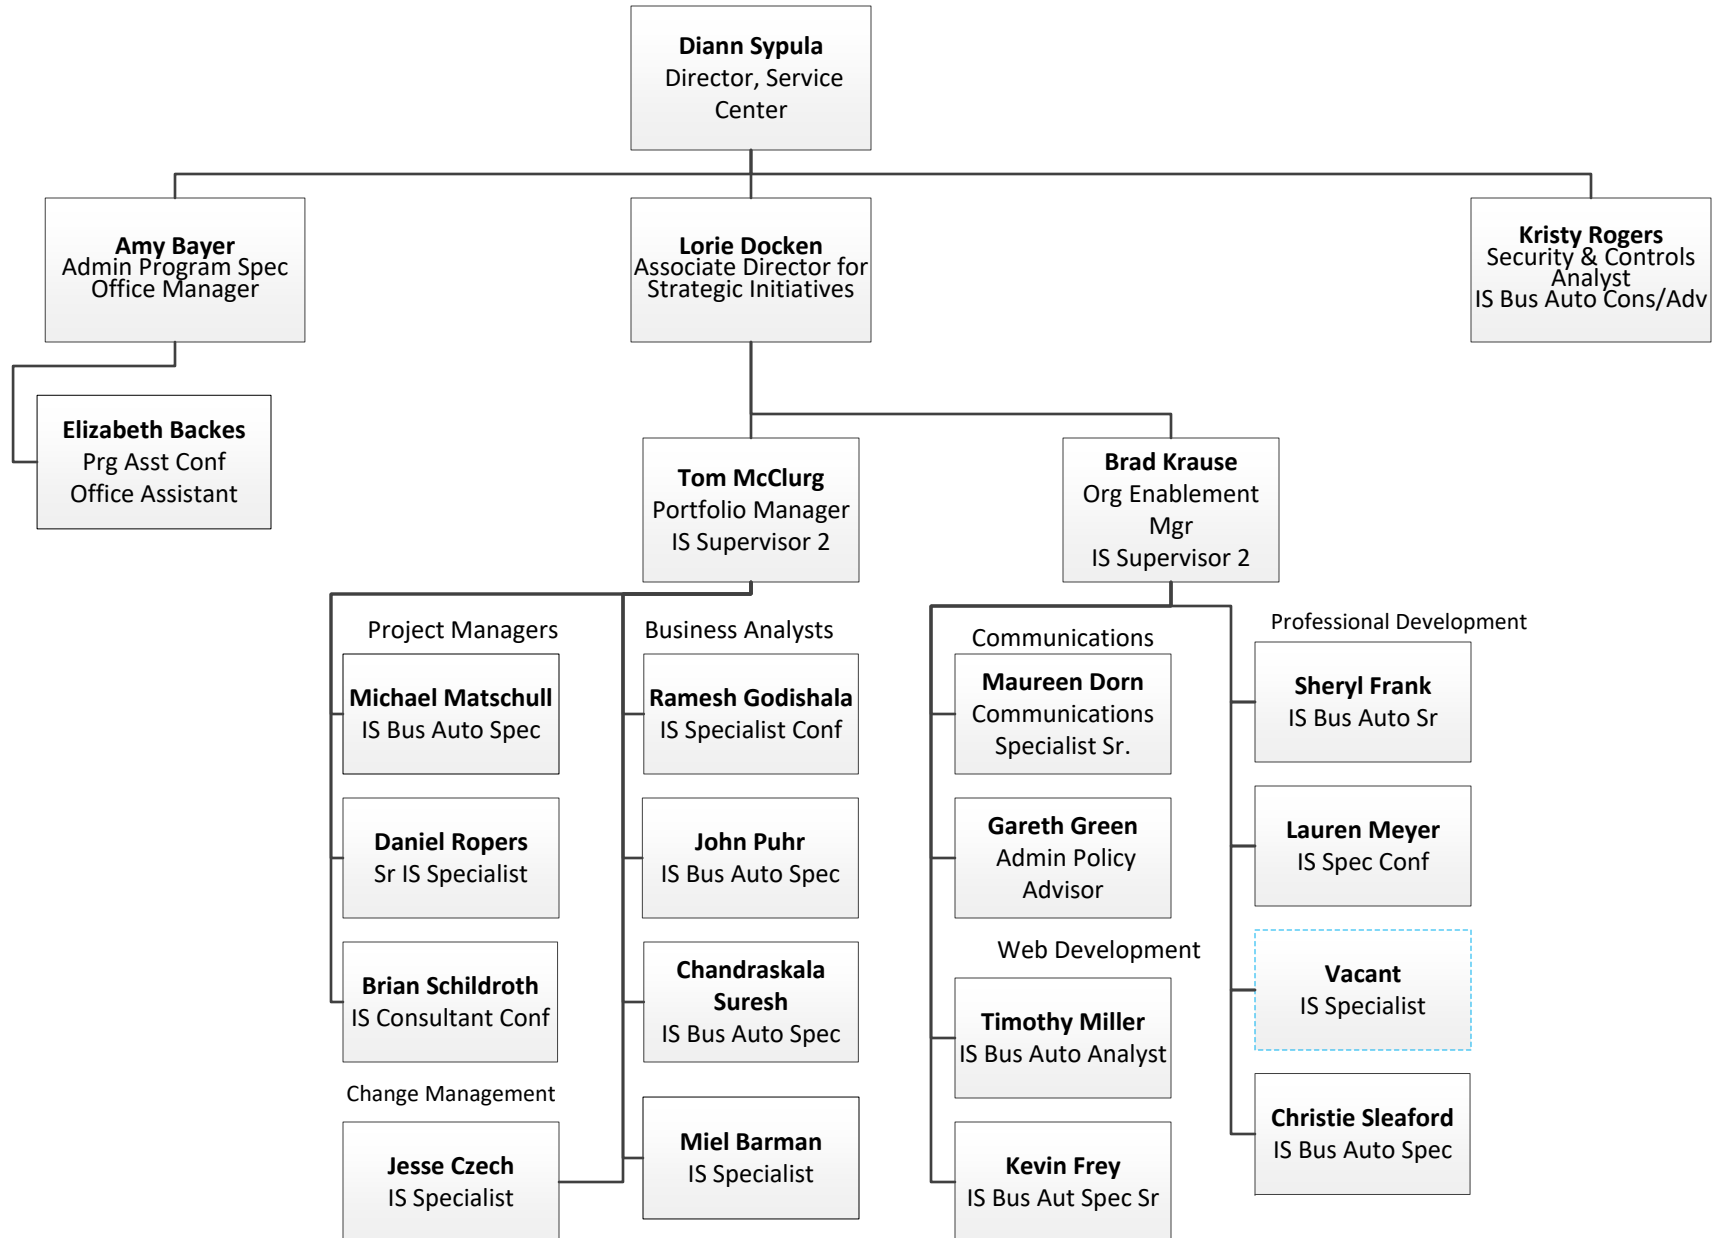 Diann Sypula
Director, Service
Center
Amy Bayer
Admin Program Spec
Office Manager
Lorie Docken
Associate Director for
Strategic Initiatives
Kristy Rogers
Security & Controls
Analyst
IS Bus Auto Cons/Adv
Elizabeth Backes
Prg Asst Conf
Office Assistant
Tom McClurg
Portfolio Manager
IS Supervisor 2
Brad Krause
Org Enablement
Mgr
IS Supervisor 2
Project Managers
Michael Matschull
IS Bus Auto Spec
Daniel Ropers
Sr IS Specialist
Brian Schildroth
IS Consultant Conf
Change Management
Jesse Czech
IS Specialist
Business Analysts
Ramesh Godishala
IS Specialist Conf
John Puhr
IS Bus Auto Spec
Chandraskala
Suresh
IS Bus Auto Spec
Miel Barman
IS Specialist
Communications
Maureen Dorn
Communications
Specialist Sr.
Gareth Green
Admin Policy
Advisor
Web Development
Timothy Miller
IS Bus Auto Analyst
Kevin Frey
IS Bus Aut Spec Sr
Professional Development
Sheryl Frank
IS Bus Auto Sr
Lauren Meyer
IS Spec Conf
Vacant
IS Specialist
Christie Sleaford
IS Bus Auto Spec